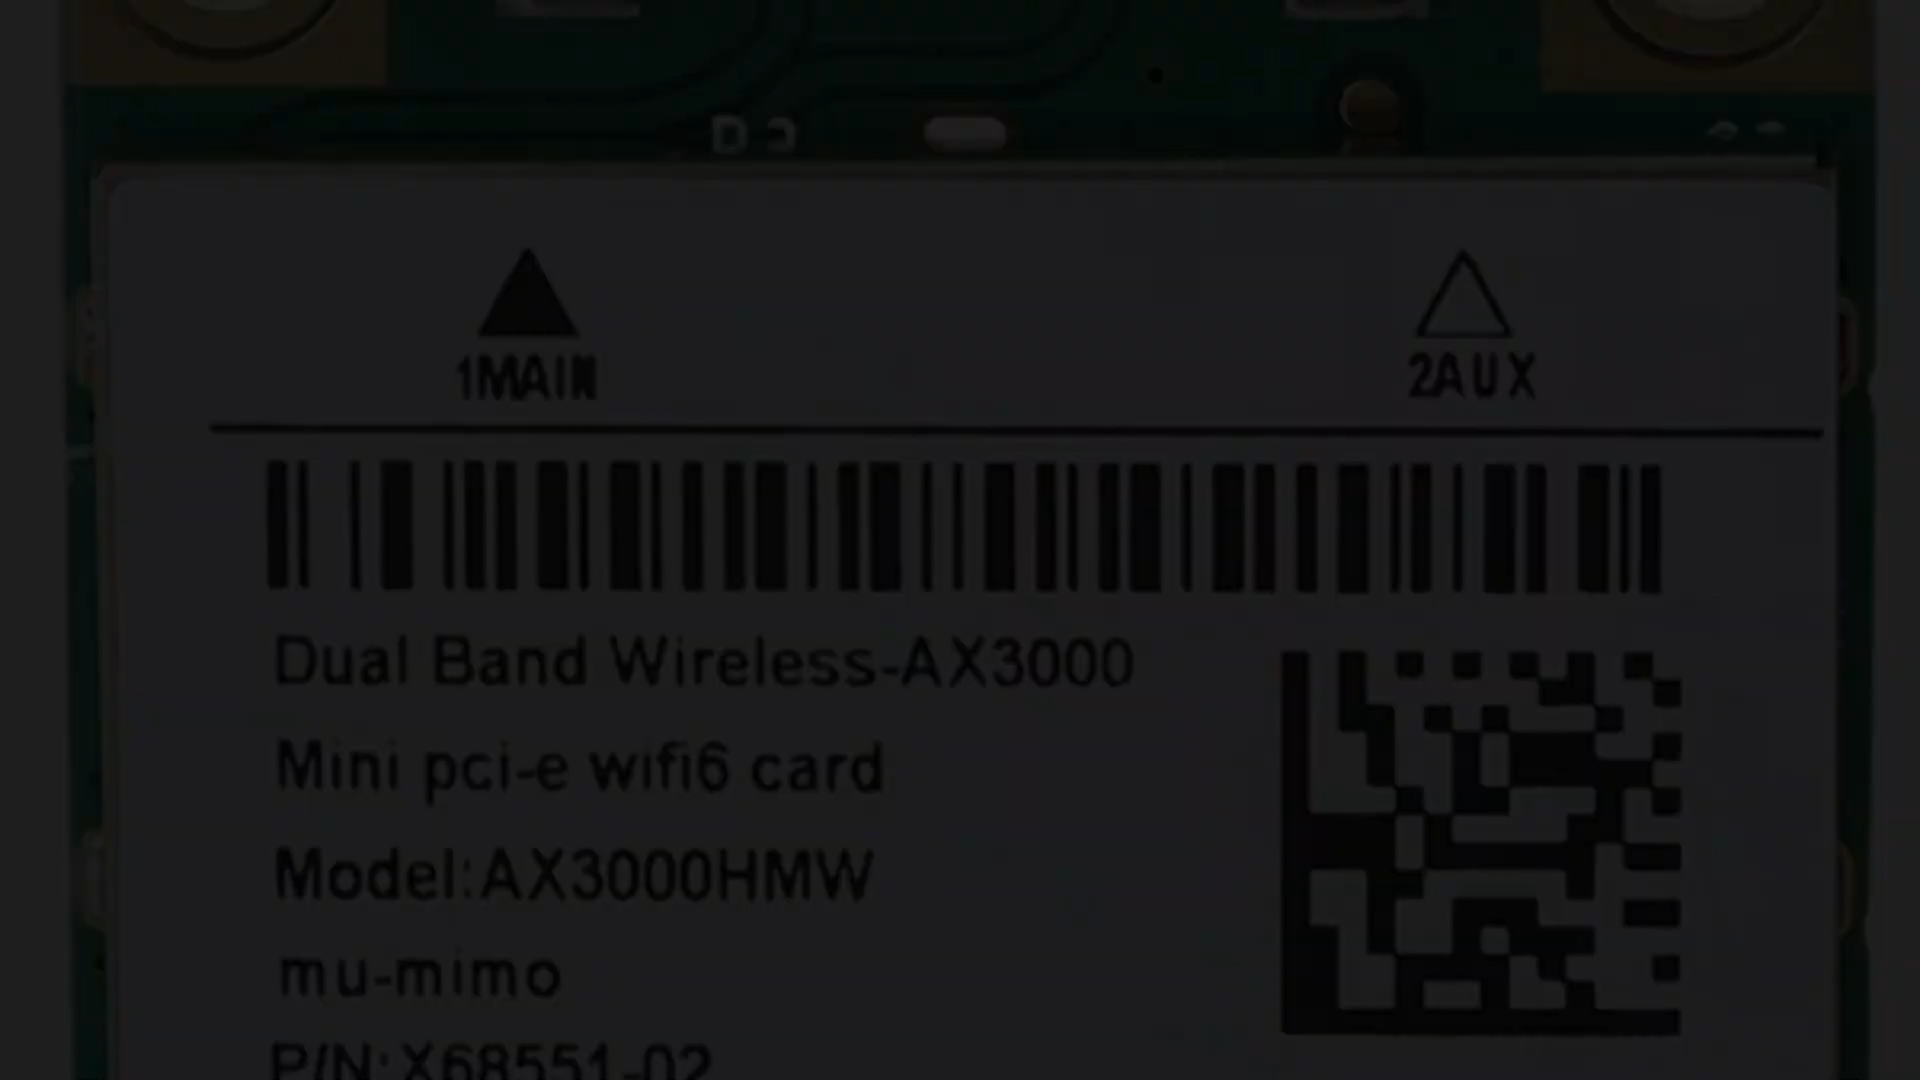 1MAIN 2AUX
Dual Band Wireless-AX3000
Mini pci-e wifi6 card
Model:AX3000HMW
mu-mimo
P/N:X68551-02